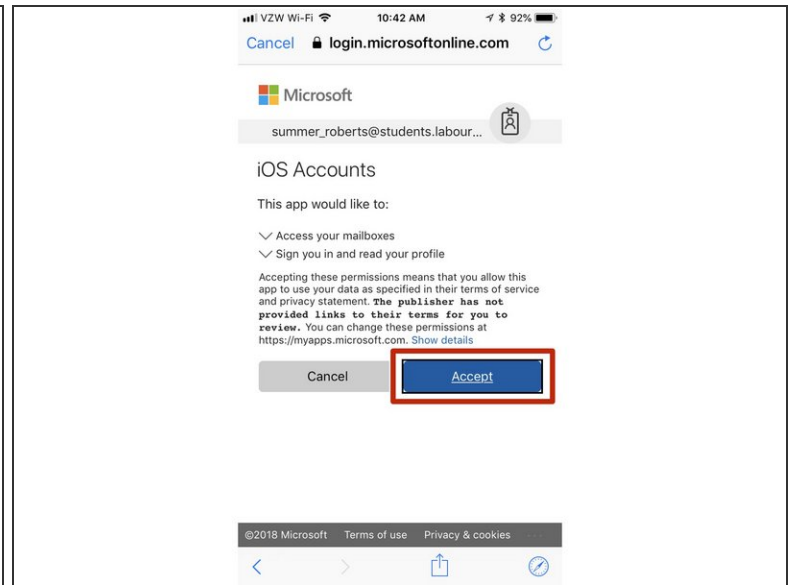 VZW Wi-Fi 10:42 AM 92%
Cancel login.microsoftonline.com
Microsoft
summer_roberts@students.labour...
iOS Accounts
This app would like to:
Access your mailboxes
Sign you in and read your profile
Accepting these permissions means that you allow this
app to use your data as specified in their terms of service
and privacy statement. The publisher has not
provided links to their terms for you to
review. You can change these permissions at
https://myapps.microsoft.com. Show details
Cancel Accept
©2018 Microsoft Terms of use Privacy & cookies ...